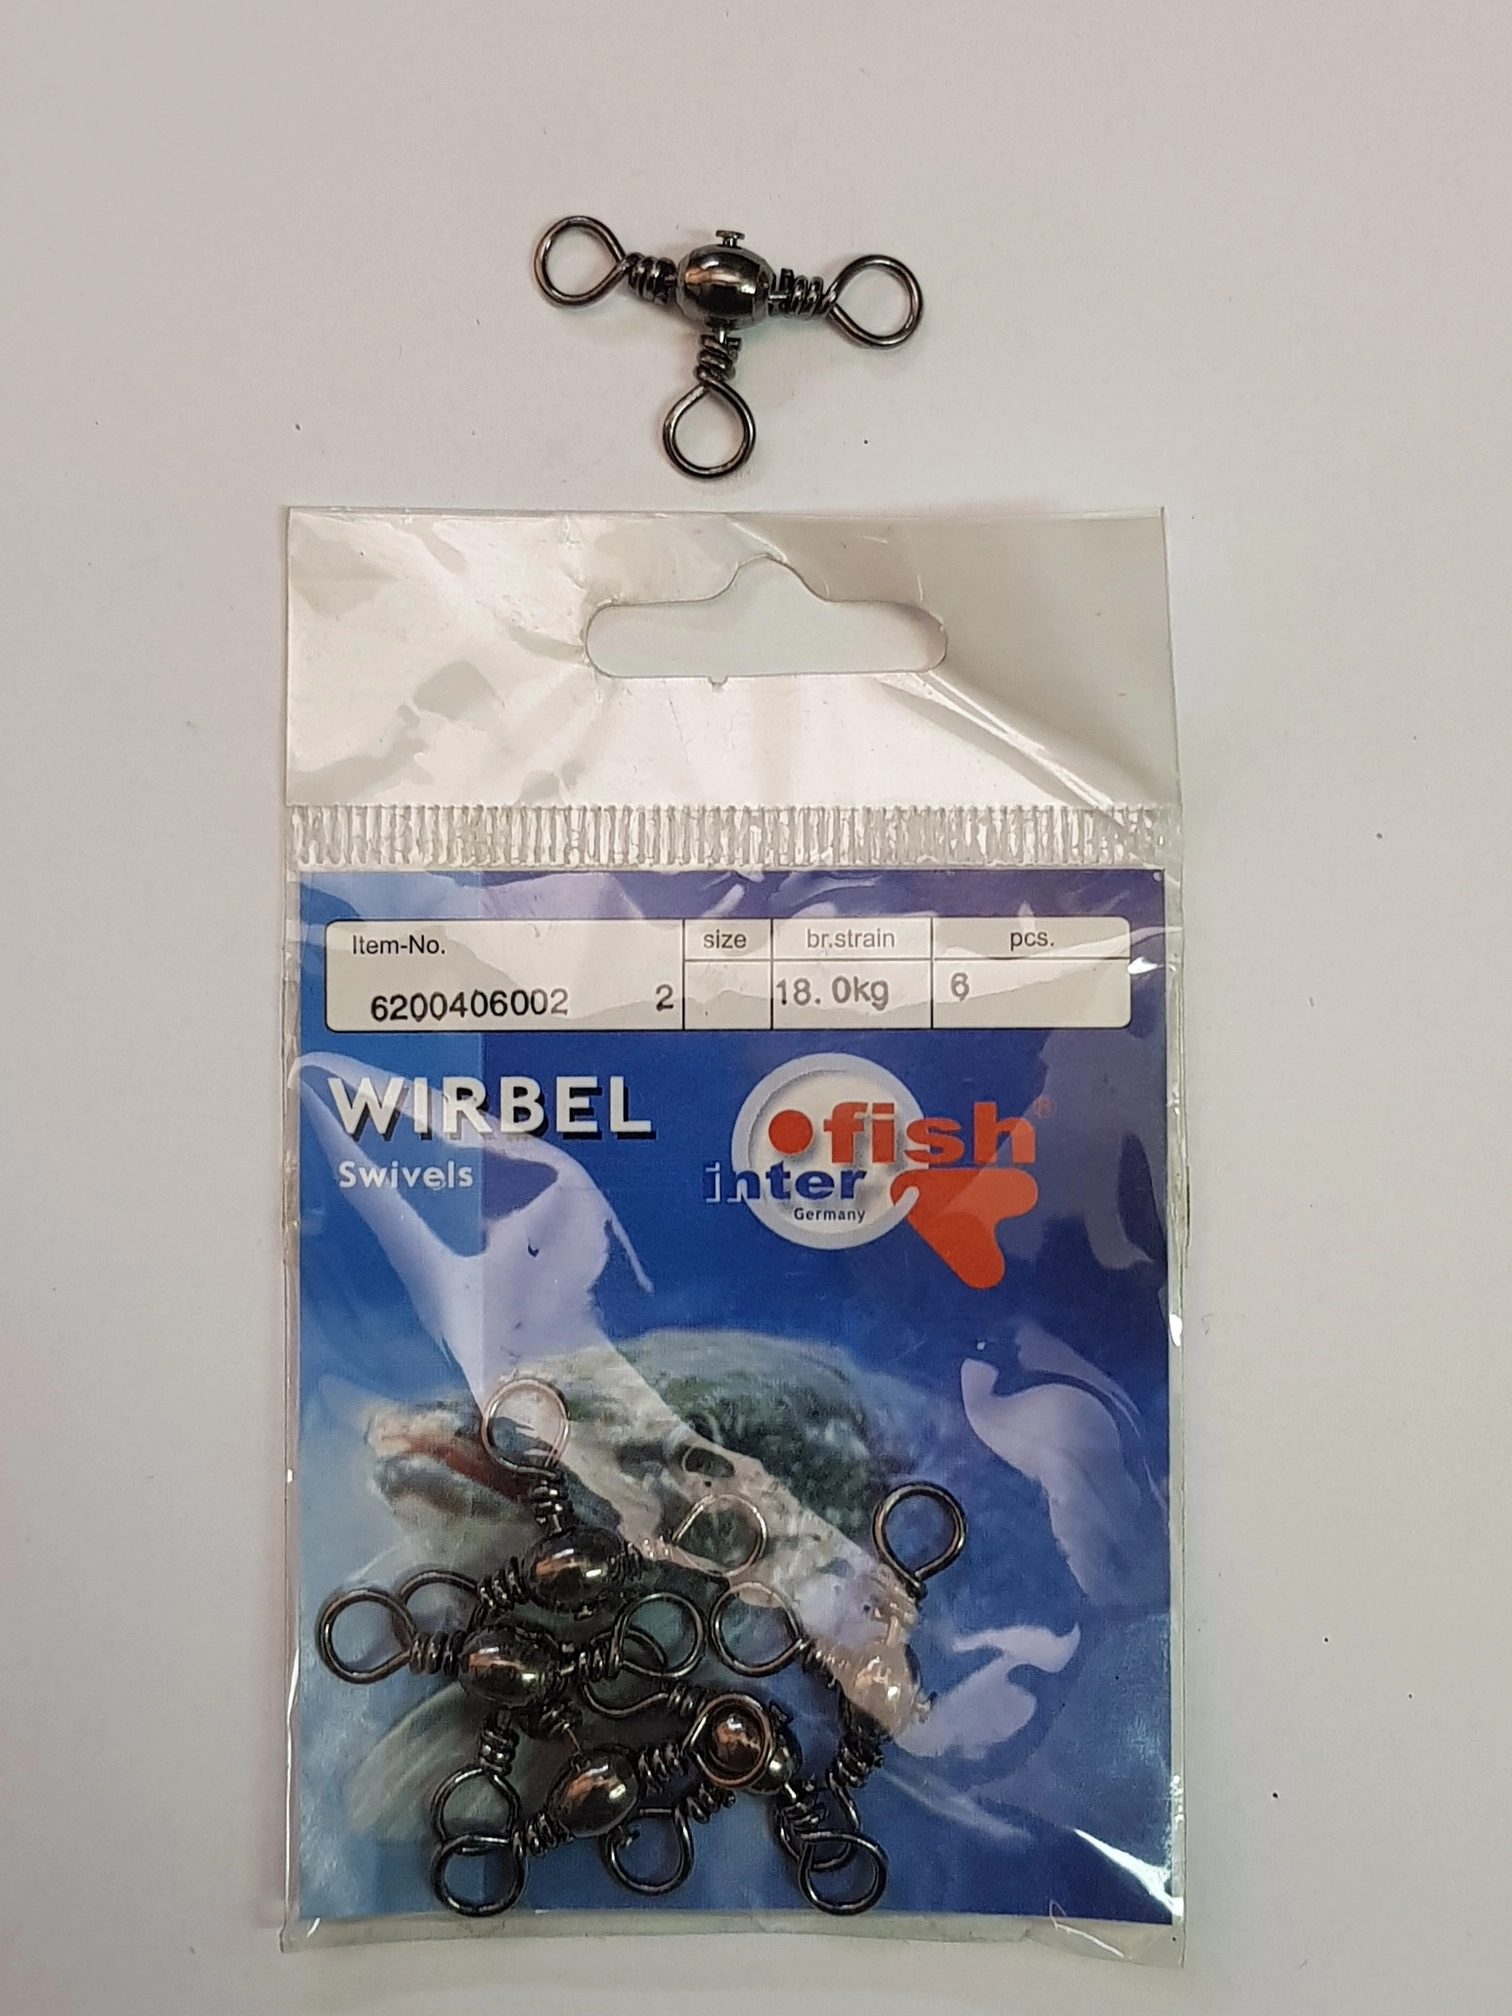 Item-No. size br.strain pcs.
6200406002 2 18.0kg 6
WIRBEL
Swivels
fish®
inter
Germany